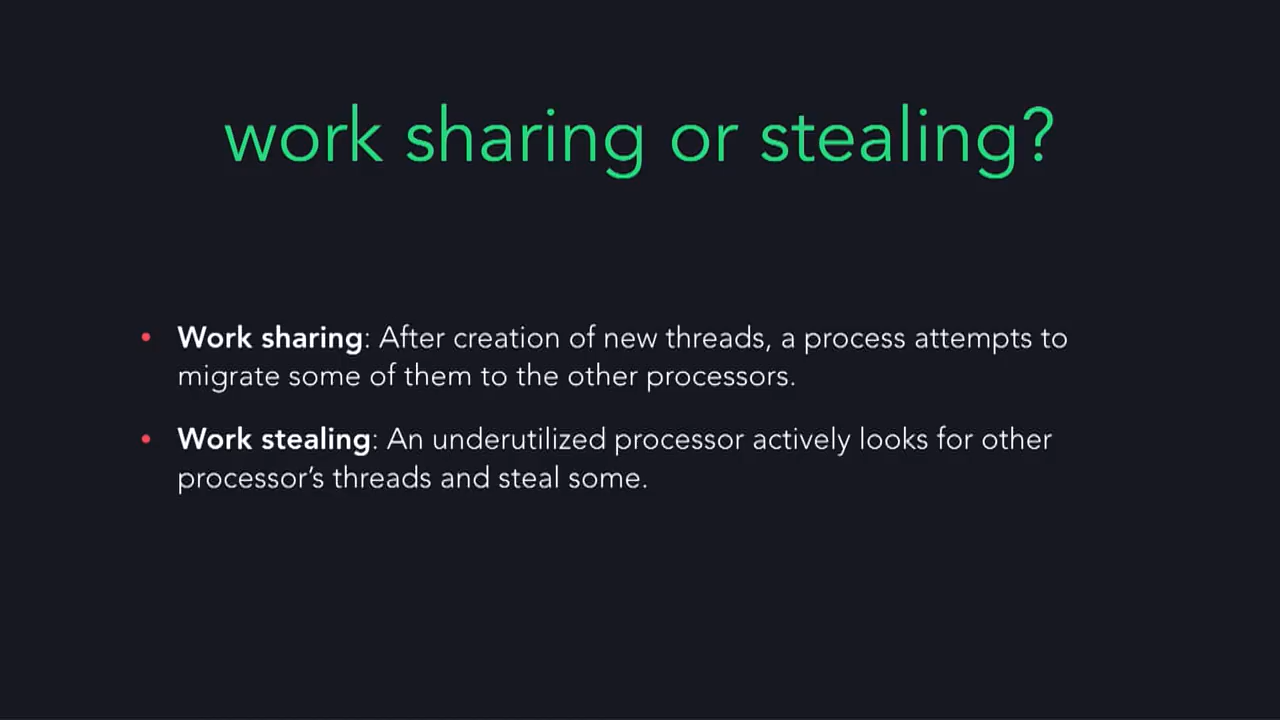 work sharing or stealing?
• Work sharing: After creation of new threads, a process attempts to
migrate some of them to the other processors.
• Work stealing: An underutilized processor actively looks for other
processor’s threads and steal some.